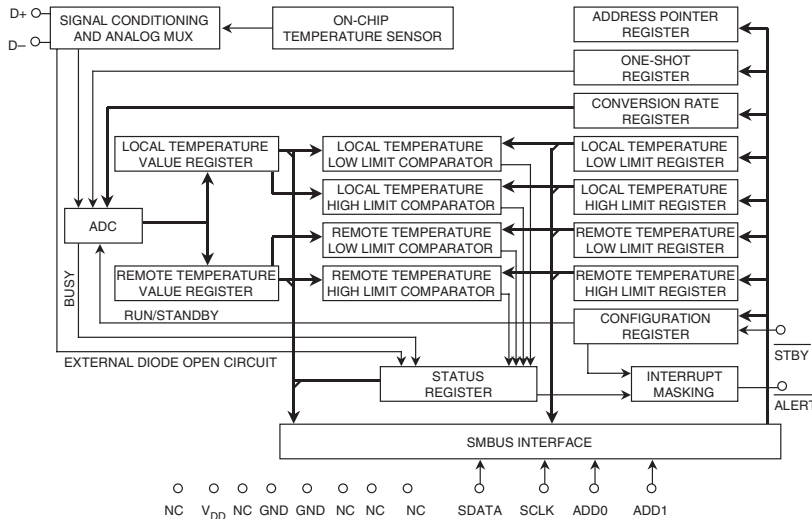 D+
D–
SIGNAL CONDITIONING
AND ANALOG MUX
ON-CHIP
TEMPERATURE SENSOR
ADDRESS POINTER
REGISTER
ONE-SHOT
REGISTER
CONVERSION RATE
REGISTER
LOCAL TEMPERATURE
VALUE REGISTER
LOCAL TEMPERATURE
LOW LIMIT COMPARATOR
LOCAL TEMPERATURE
LOW LIMIT REGISTER
LOCAL TEMPERATURE
HIGH LIMIT COMPARATOR
LOCAL TEMPERATURE
HIGH LIMIT REGISTER
ADC
REMOTE TEMPERATURE
LOW LIMIT COMPARATOR
REMOTE TEMPERATURE
LOW LIMIT REGISTER
REMOTE TEMPERATURE
VALUE REGISTER
REMOTE TEMPERATURE
HIGH LIMIT COMPARATOR
REMOTE TEMPERATURE
HIGH LIMIT REGISTER
BUSY
RUN/STANDBY
CONFIGURATION
REGISTER
STBY
EXTERNAL DIODE OPEN CIRCUIT
STATUS
REGISTER
INTERRUPT
MASKING
ALERT
SMBUS INTERFACE
NC VDD NC GND GND NC NC NC SDATA SCLK ADD0 ADD1